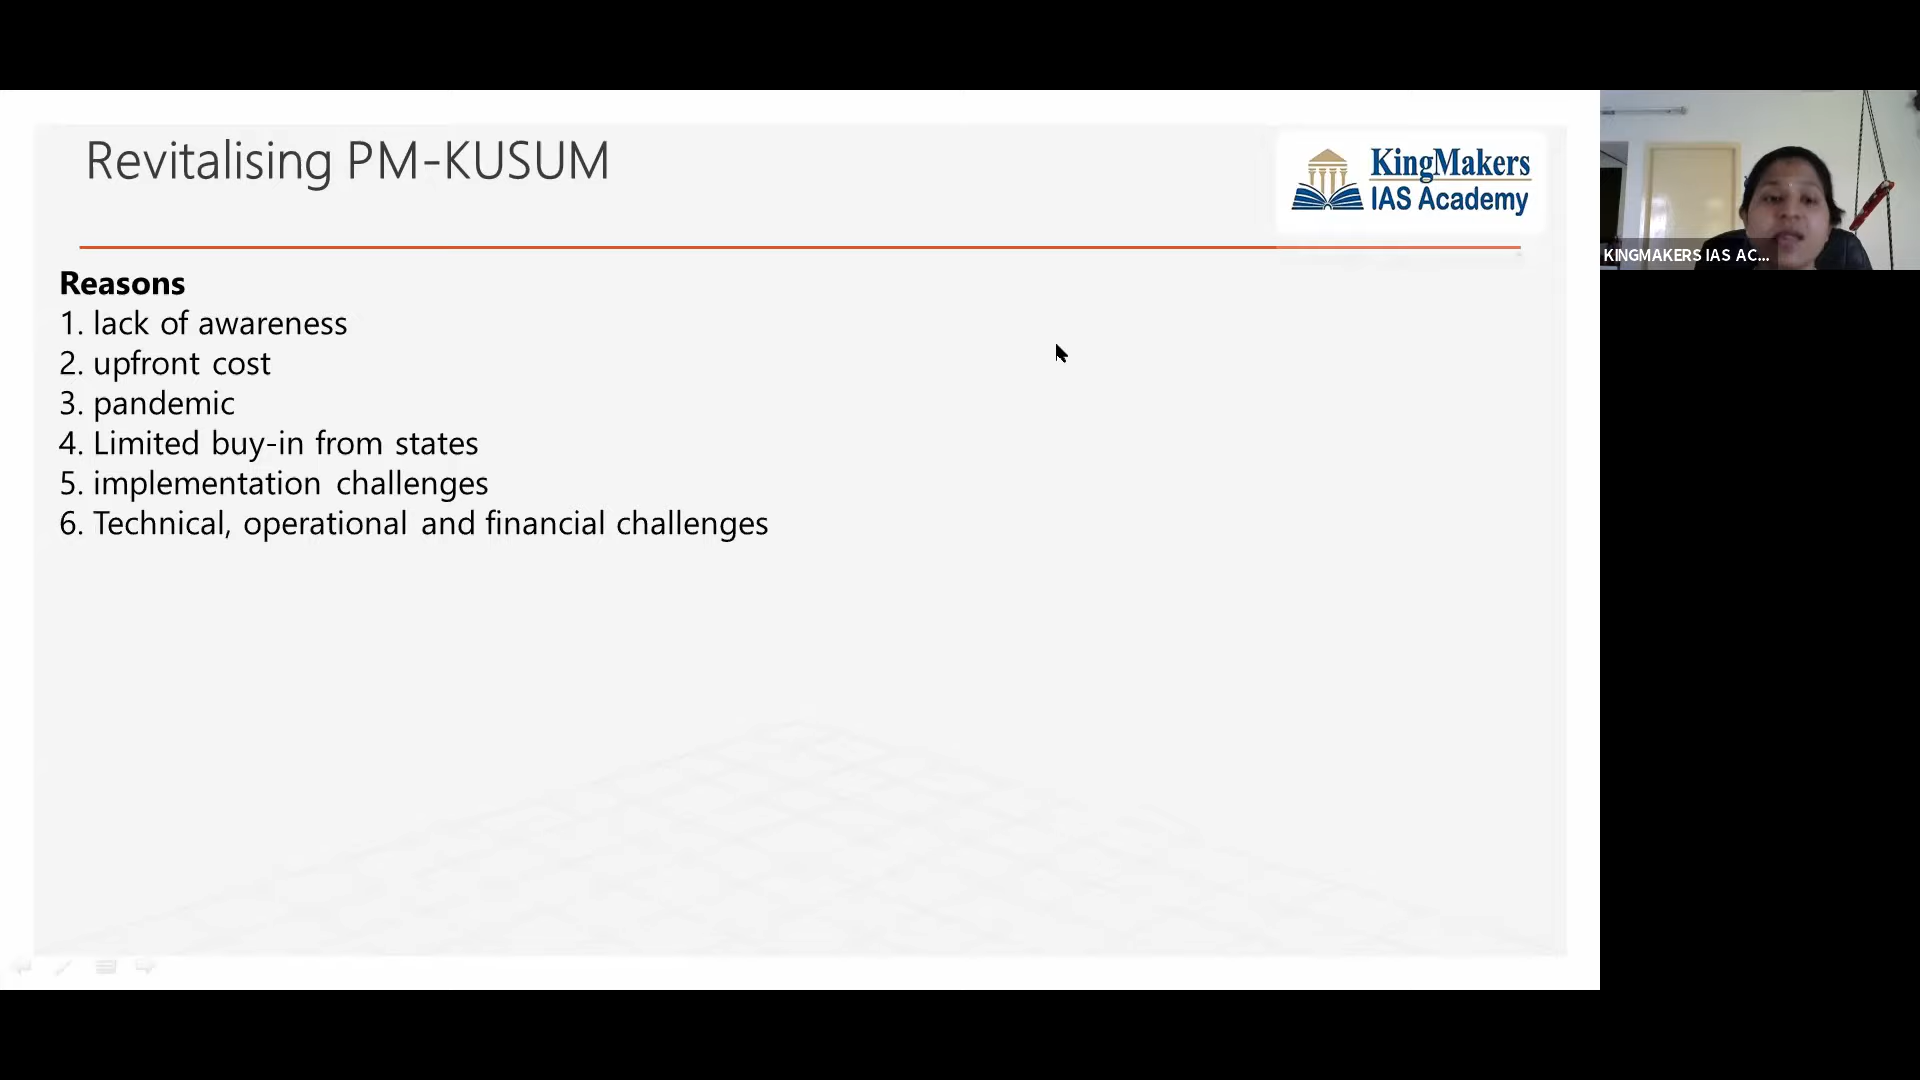 Revitalising PM-KUSUM
KingMakers
IAS Academy
KINGMAKERS IAS AC...
Reasons
1. lack of awareness
2. upfront cost
3. pandemic
4. Limited buy-in from states
5. implementation challenges
6. Technical, operational and financial challenges